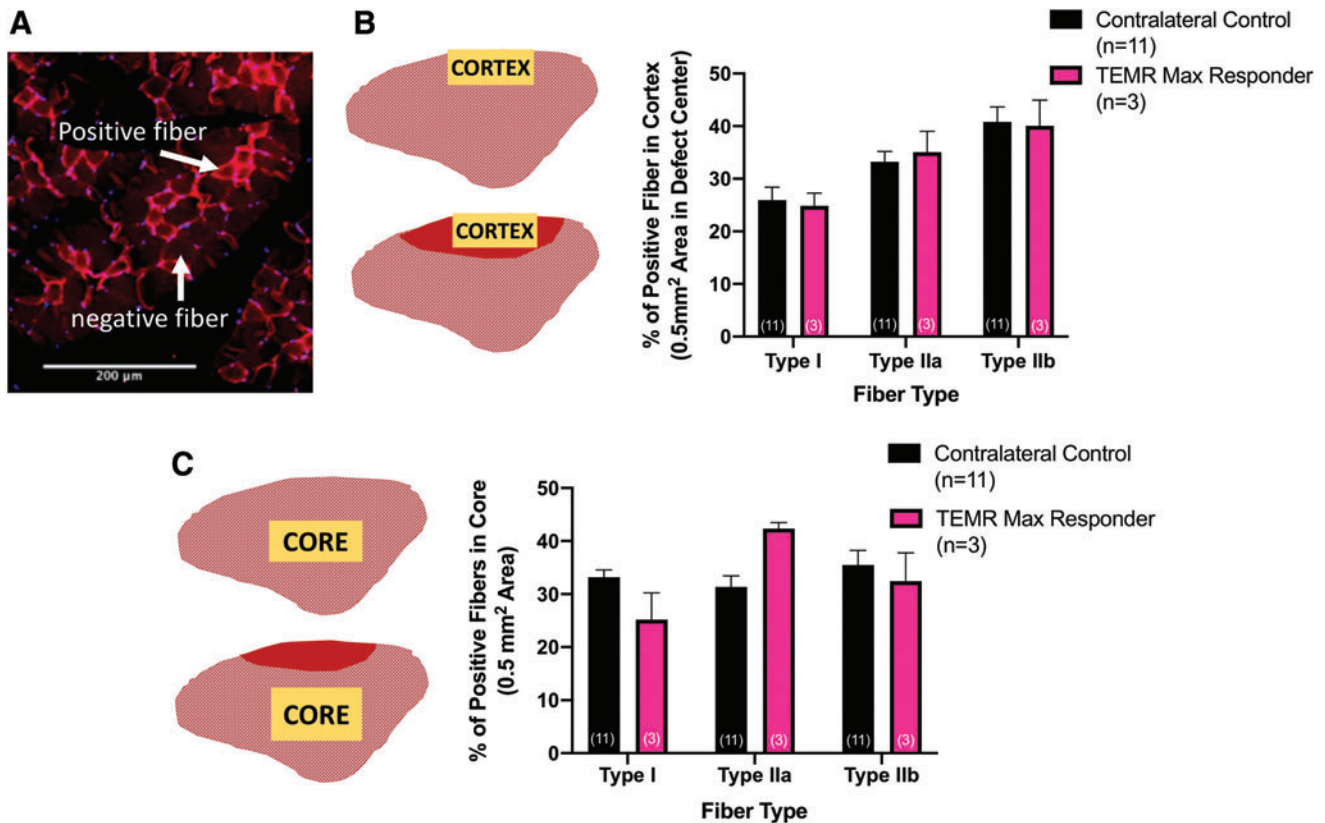 A
Positive fiber
negative fiber
200 µm
B
CORTEX
CORTEX
% of Positive Fiber in Cortex
(0.5mm² Area in Defect Center)
50
40
30
20
10
0
(11)
(3)
(11)
(3)
(11)
(3)
Type I
Type IIa
Type IIb
Fiber Type
Contralateral Control
(n=11)
TEMR Max Responder
(n=3)
C
CORE
CORE
% of Positive Fibers in Core
(0.5 mm² Area)
50
40
30
20
10
0
(11)
(3)
(11)
(3)
(11)
(3)
Type I
Type IIa
Type IIb
Fiber Type
Contralateral Control
(n=11)
TEMR Max Responder
(n=3)